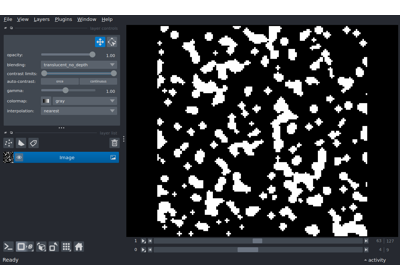 File View Layers Plugins Window Help
opacity: 1.00
blending: translucent_no_depth
contrast limits:
auto-contrast: once continuous
gamma: 1.00
colormap: gray
interpolation: nearest
Image
1
0
Ready activity